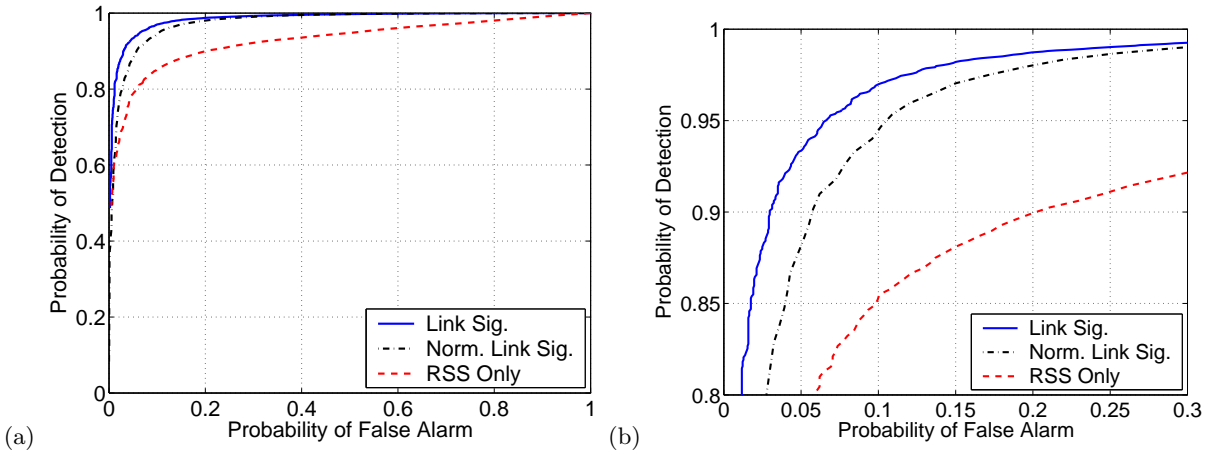 1
0.8
0.6
0.4
0.2
0
Probability of Detection
Link Sig.
Norm. Link Sig.
RSS Only
0 0.2 0.4 0.6 0.8 1
Probability of False Alarm
(a)
1
0.95
0.9
0.85
0.8
Probability of Detection
Link Sig.
Norm. Link Sig.
RSS Only
0 0.05 0.1 0.15 0.2 0.25 0.3
Probability of False Alarm
(b)